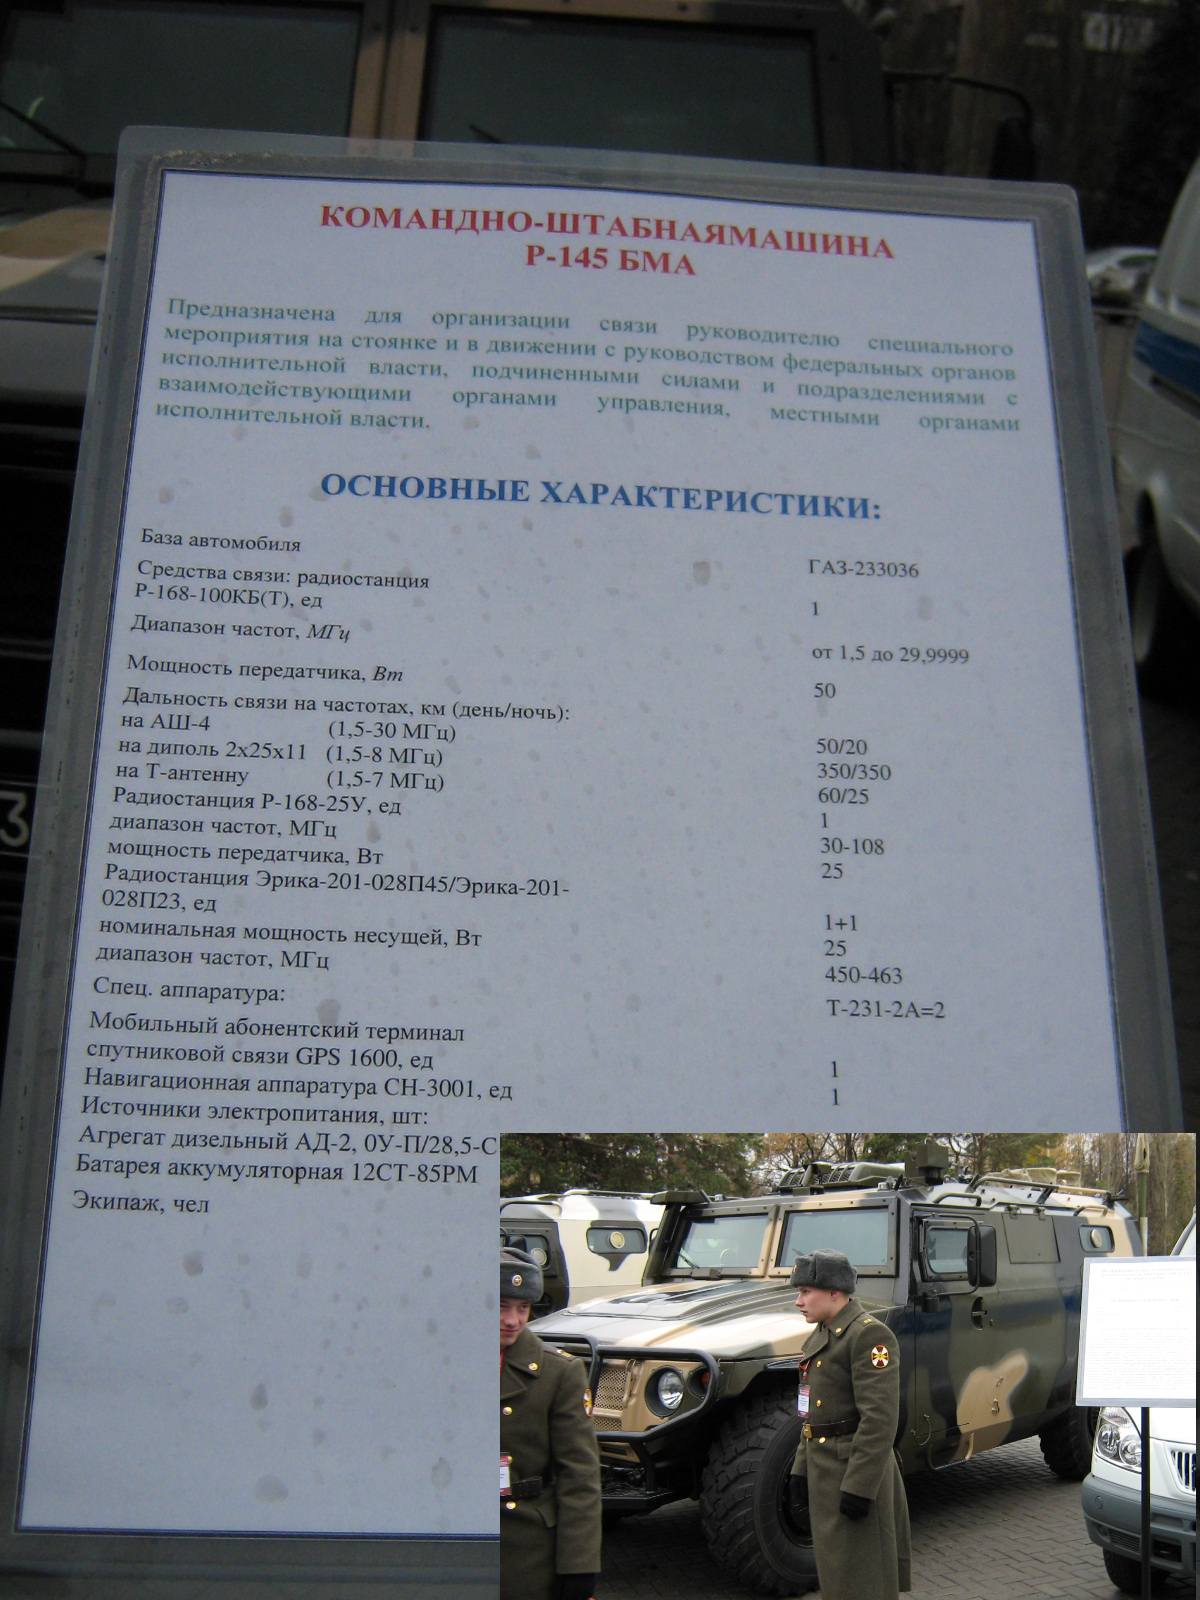 КОМАНДНО-ШТАБНАЯМАШИНА
Р-145 БМА
Предназначена для организации связи руководителю специального
мероприятия на стоянке и в движении с руководством федеральных органов
исполнительной власти, подчиненными силами и подразделениями с
взаимодействующими органами управления, местными органами
исполнительной власти.
ОСНОВНЫЕ ХАРАКТЕРИСТИКИ:
База автомобиля ГАЗ-233036
Средства связи: радиостанция
Р-168-100КБ(Т), ед 1
Диапазон частот, МГц от 1,5 до 29,9999
Мощность передатчика, Вт 50
Дальность связи на частотах, км (день/ночь):
на АШ-4 (1,5-30 МГц) 50/20
на диполь 2х25х11 (1,5-8 МГц) 350/350
на Т-антенну (1,5-7 МГц) 60/25
Радиостанция Р-168-25У, ед 1
диапазон частот, МГц 30-108
мощность передатчика, Вт 25
Радиостанция Эрика-201-028П45/Эрика-201-
028П23, ед 1+1
номинальная мощность несущей, Вт 25
диапазон частот, МГц 450-463
Спец. аппаратура: Т-231-2А=2
Мобильный абонентский терминал
спутниковой связи GPS 1600, ед 1
Навигационная аппаратура СН-3001, ед 1
Источники электропитания, шт:
Агрегат дизельный АД-2, 0У-П/28,5-С
Батарея аккумуляторная 12СТ-85РМ
Экипаж, чел
3